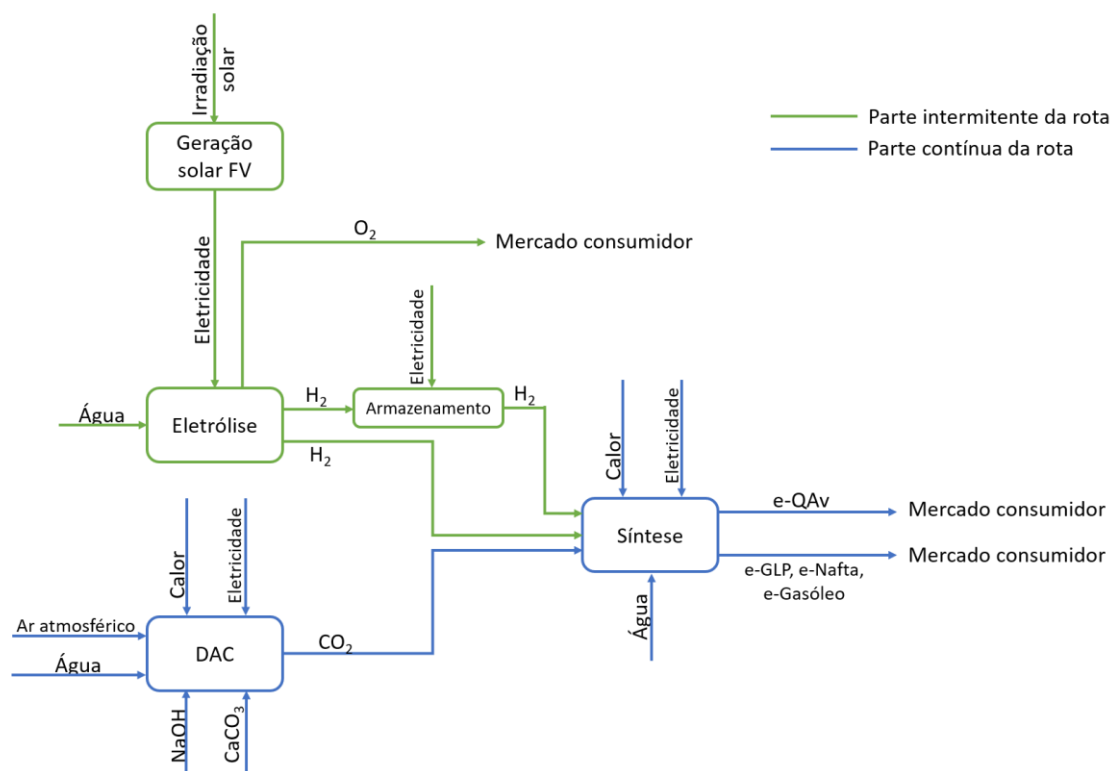 Irradiação
solar
Parte intermitente da rota
Parte contínua da rota
Geração
solar FV
O₂
Mercado consumidor
Eletricidade
Eletricidade
Água
Eletrólise
H₂
Armazenamento
H₂
H₂
Calor
Eletricidade
e-QAv
Mercado consumidor
Síntese
Mercado consumidor
e-GLP, e-Nafta,
e-Gasóleo
Água
Calor
Eletricidade
Ar atmosférico
Água
DAC
CO₂
NaOH
CaCO₃